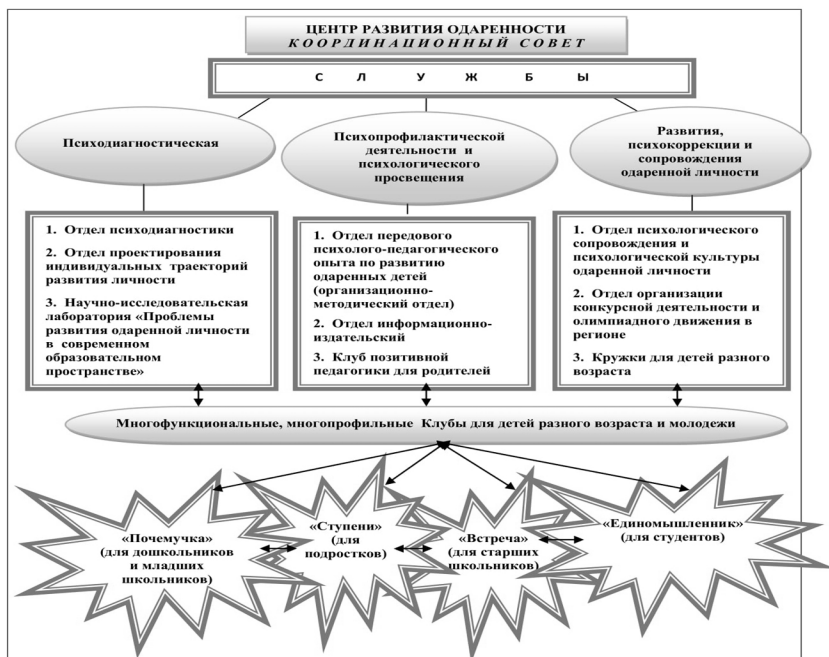 ЦЕНТР РАЗВИТИЯ ОДАРЕННОСТИ
КООРДИНАЦИОННЫЙ СОВЕТ
С Л У Ж Б Ы
Психодиагностическая
Психопрофилактической
деятельности и
психологического
просвещения
Развития,
психокоррекции и
сопровождения
одаренной личности
1. Отдел психодиагностики
2. Отдел проектирования
индивидуальных траекторий
развития личности
3. Научно-исследовательская
лаборатория «Проблемы
развития одаренной личности
в современном
образовательном
пространстве»
1. Отдел передового
психолого-педагогического
опыта по развитию
одаренных детей
(организационно-
методический отдел)
2. Отдел информационно-
издательский
3. Клуб позитивной
педагогики для родителей
1. Отдел психологического
сопровождения и
психологической культуры
одаренной личности
2. Отдел организации
конкурсной деятельности и
олимпиадного движения в
регионе
3. Кружки для детей разного
возраста
Многофункциональные, многопрофильные Клубы для детей разного возраста и молодежи
«Почемучка»
(для дошкольников
и младших
школьников)
«Ступени»
(для
подростков)
«Встреча»
(для старших
школьников)
«Единомышленник»
(для студентов)